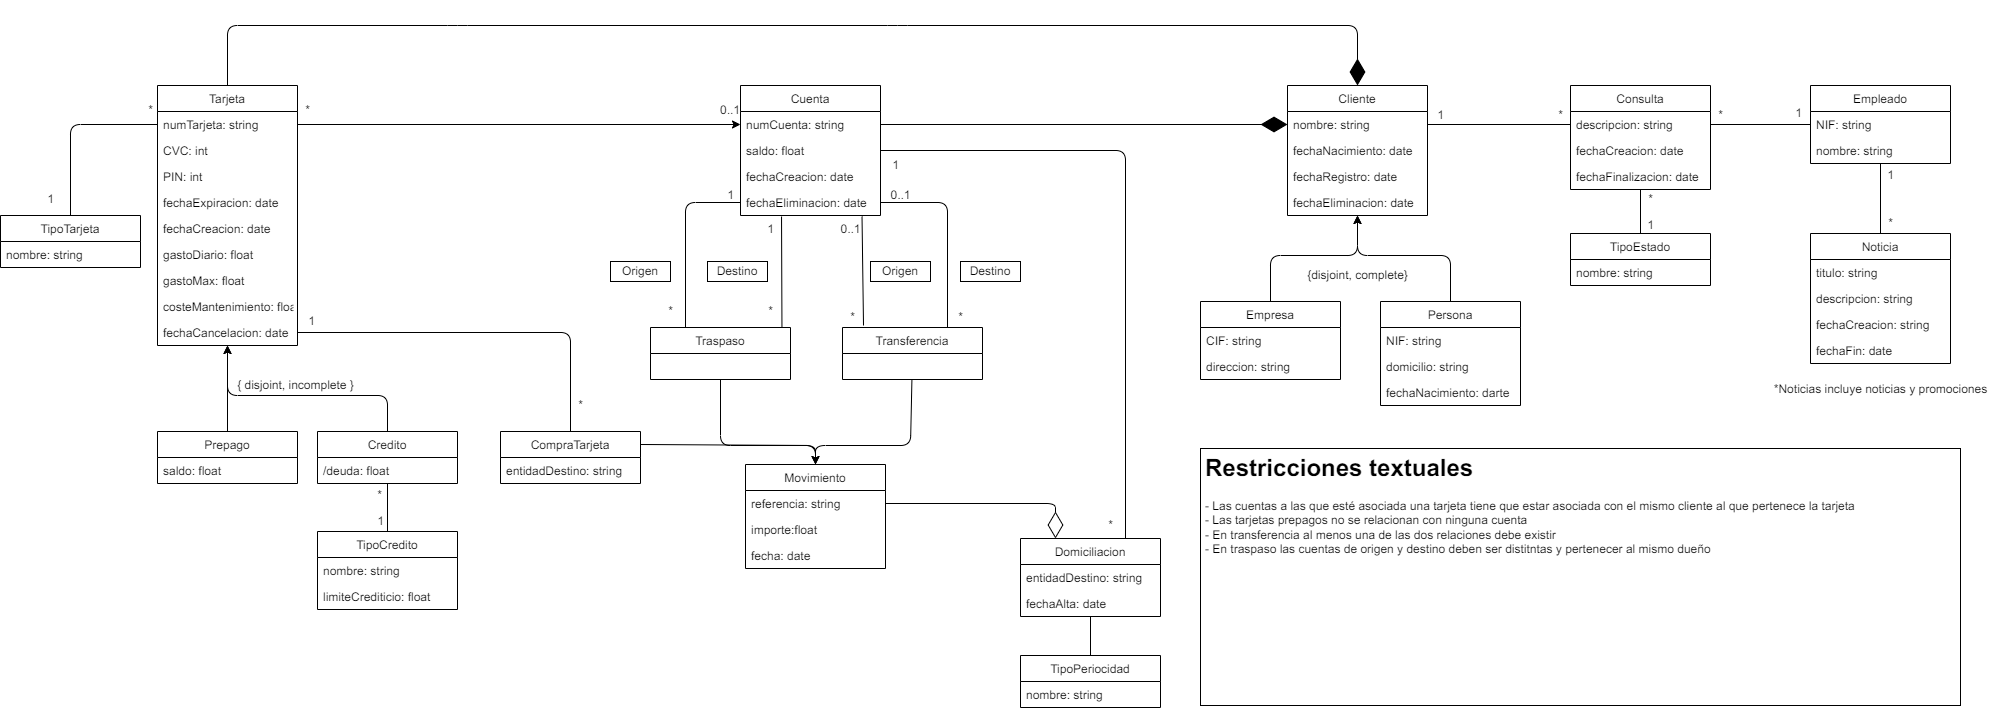 Tarjeta
numTarjeta: string
CVC: int
PIN: int
fechaExpiracion: date
fechaCreacion: date
gastoDiario: float
gastoMax: float
costeMantenimiento: floa
fechaCancelacion: date
*
*
0..1
1
TipoTarjeta
nombre: string
{ disjoint, incomplete }
Prepago
saldo: float
Credito
/deuda: float
*
1
TipoCredito
nombre: string
limiteCrediticio: float
1
*
CompraTarjeta
entidadDestino: string
Cuenta
numCuenta: string
saldo: float
fechaCreacion: date
fechaEliminacion: date
1
1
0..1
0..1
1
Origen
Destino
Origen
Destino
*
*
*
*
Traspaso
Transferencia
Movimiento
referencia: string
importe:float
fecha: date
*
Domiciliacion
entidadDestino: string
fechaAlta: date
TipoPeriocidad
nombre: string
Cliente
nombre: string
fechaNacimiento: date
fechaRegistro: date
fechaEliminacion: date
{disjoint, complete}
Empresa
CIF: string
direccion: string
Persona
NIF: string
domicilio: string
fechaNacimiento: darte
1
*
Consulta
descripcion: string
fechaCreacion: date
fechaFinalizacion: date
*
1
*
1
TipoEstado
nombre: string
Empleado
NIF: string
nombre: string
1
*
Noticia
titulo: string
descripcion: string
fechaCreacion: string
fechaFin: date
*Noticias incluye noticias y promociones
Restricciones textuales
- Las cuentas a las que esté asociada una tarjeta tiene que estar asociada con el mismo cliente al que pertenece la tarjeta
- Las tarjetas prepagos no se relacionan con ninguna cuenta
- En transferencia al menos una de las dos relaciones debe existir
- En traspaso las cuentas de origen y destino deben ser distitntas y pertenecer al mismo dueño